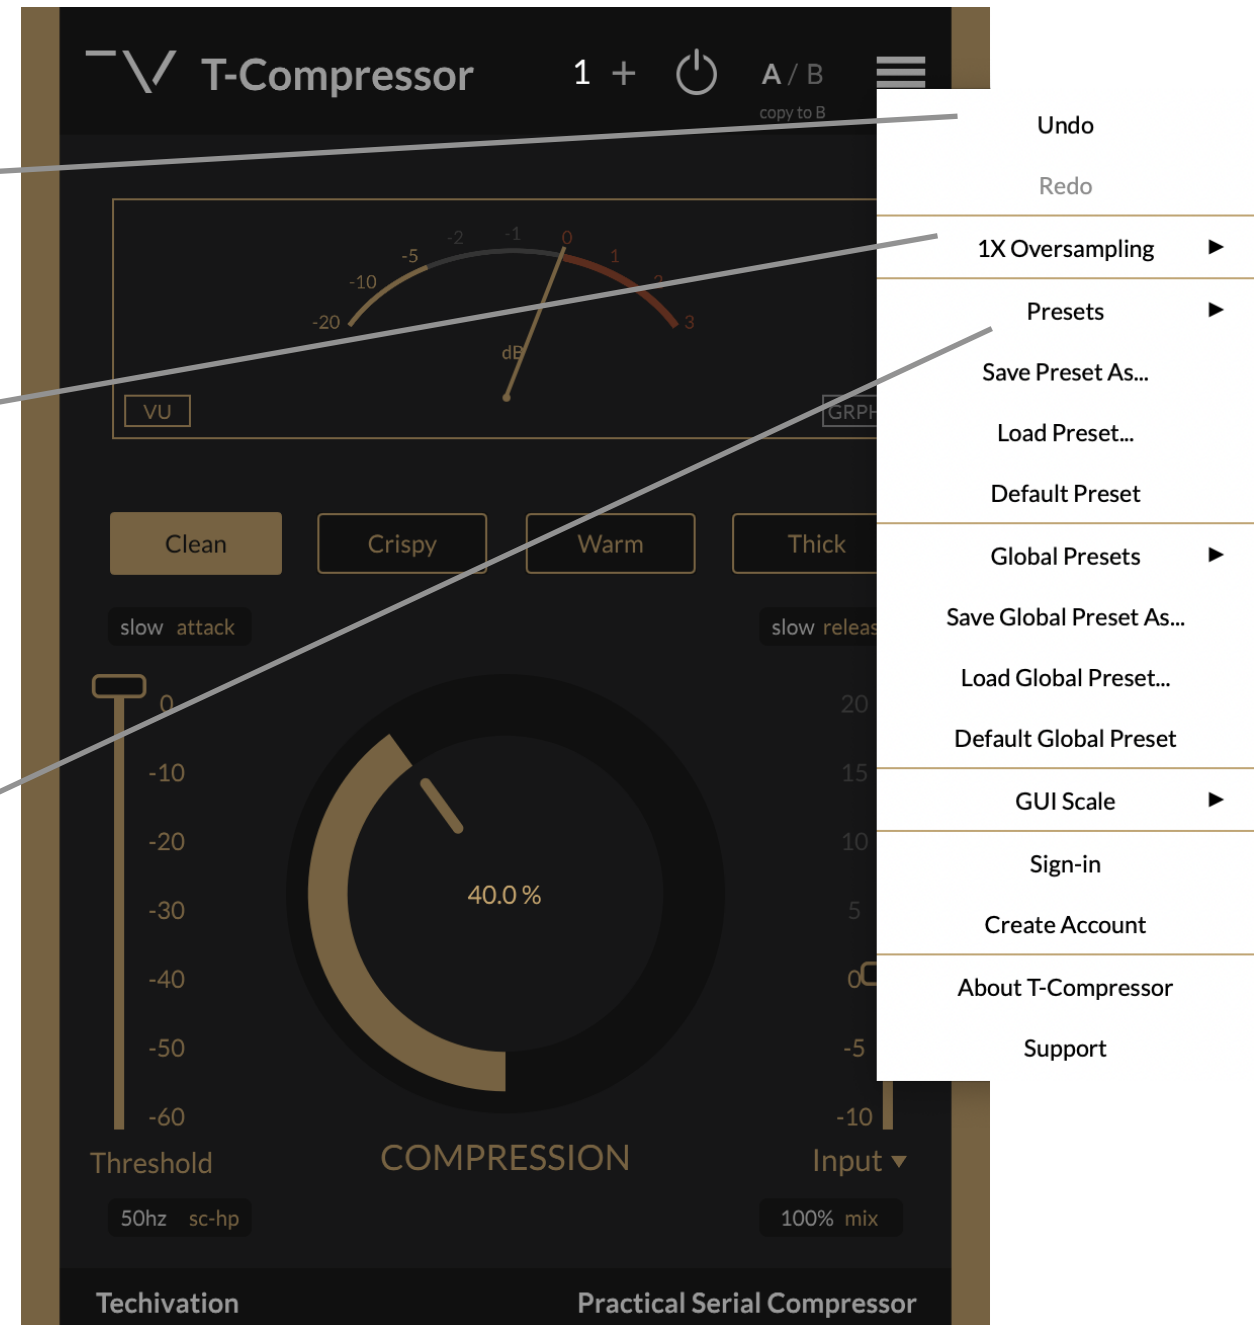 T-Compressor
1 +
A / B
copy to B
Undo
Redo
1X Oversampling
Presets
Save Preset As...
Load Preset...
Default Preset
Global Presets
Save Global Preset As...
Load Global Preset...
Default Global Preset
GUI Scale
Sign-in
Create Account
About T-Compressor
Support
-20
-10
-5
-2
-1
0
1
2
3
dB
VU
GRPH
Clean
Crispy
Warm
Thick
slow attack
slow releas
0
-10
-20
-30
-40
-50
-60
Threshold
40.0 %
COMPRESSION
20
15
10
5
0
-5
-10
Input
50hz sc-hp
100% mix
Techivation
Practical Serial Compressor